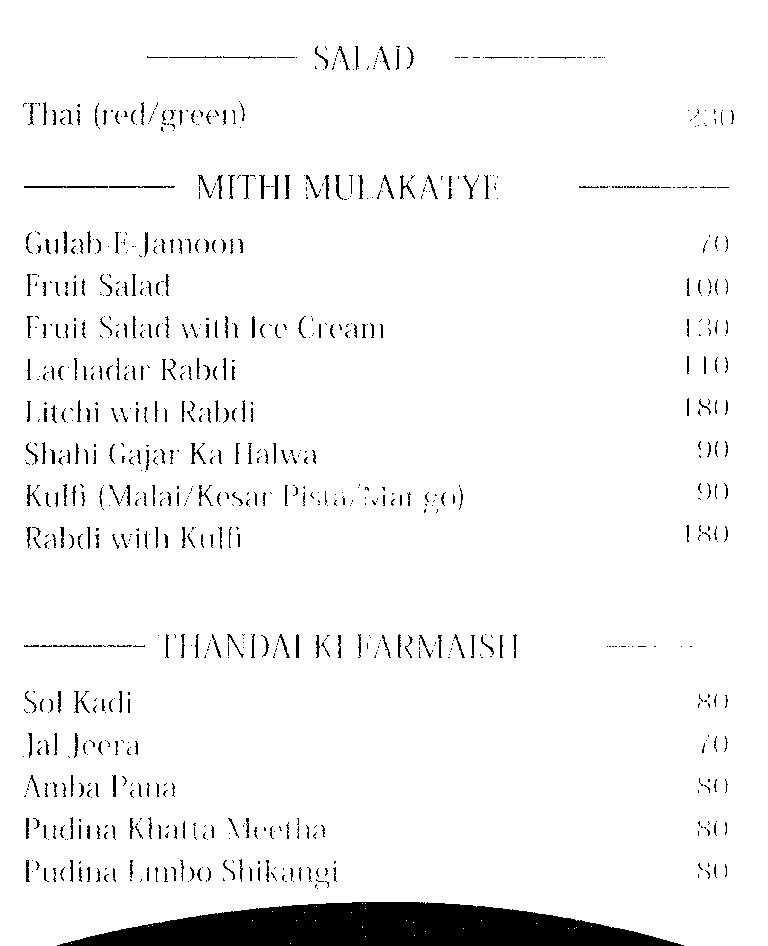 SALAD
Thai (red/green) 230
MITHI MULAKATYE
Gulab-E-Jamoon 70
Fruit Salad 100
Fruit Salad with Ice Cream 130
Lachadar Rabdi 110
Litchi with Rabdi 180
Shahi Gajar Ka Halwa 90
Kulfi (Malai/Kesar Pista/Mango) 90
Rabdi with Kulfi 180
THANDAI KI FARMAISH
Sol Kadi 80
Jal Jeera 70
Amba Pana 80
Pudina Khatta Meetha 80
Pudina Limbo Shikangi 80